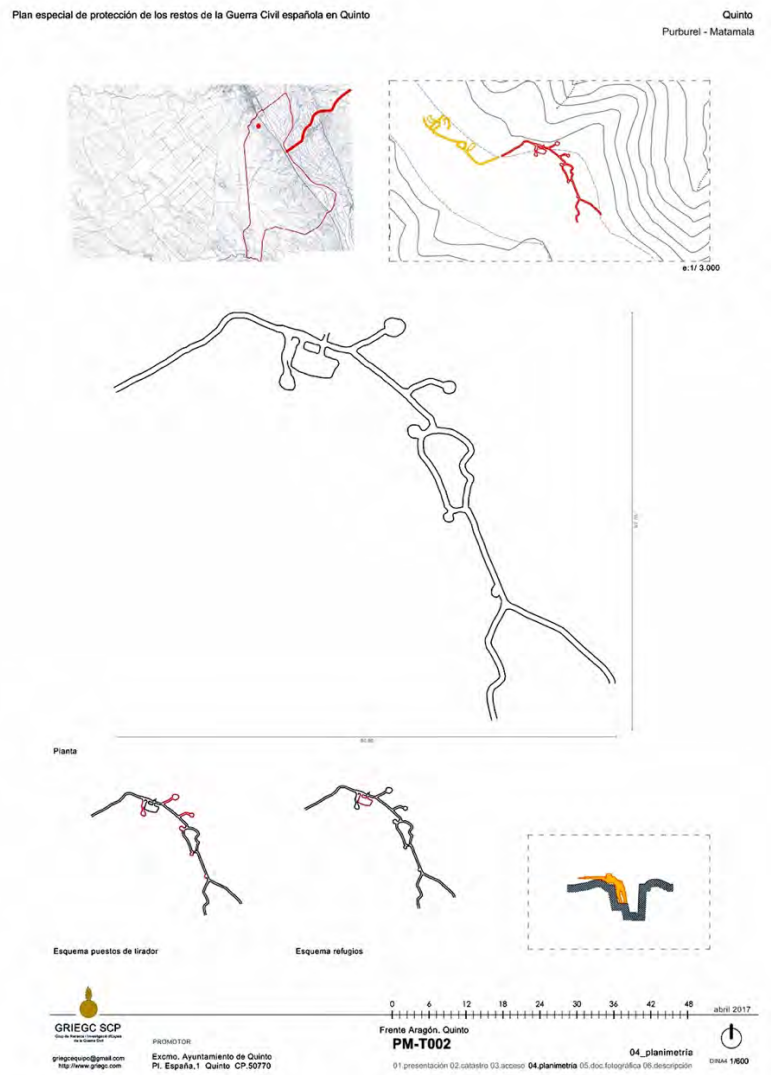 Plan especial de protección de los restos de la Guerra Civil española en Quinto
Quinto
Purburel - Matamala
e:1/ 3.000
Planta
Esquema puestos de tirador
Esquema refugios
GRIEGC SCP
griegcequipo@gmail.com
http://www.griegc.com
PROMOTOR
Excmo. Ayuntamiento de Quinto
Pl. España,1 Quinto CP.50770
0 6 12 18 24 30 36 42 48
abril 2017
Frente Aragón. Quinto
PM-T002
04_planimetría
01.presentación 02.catastro 03.acceso 04.planimetría 05.doc.fotográfica 06.descripción
DINA4 1/600